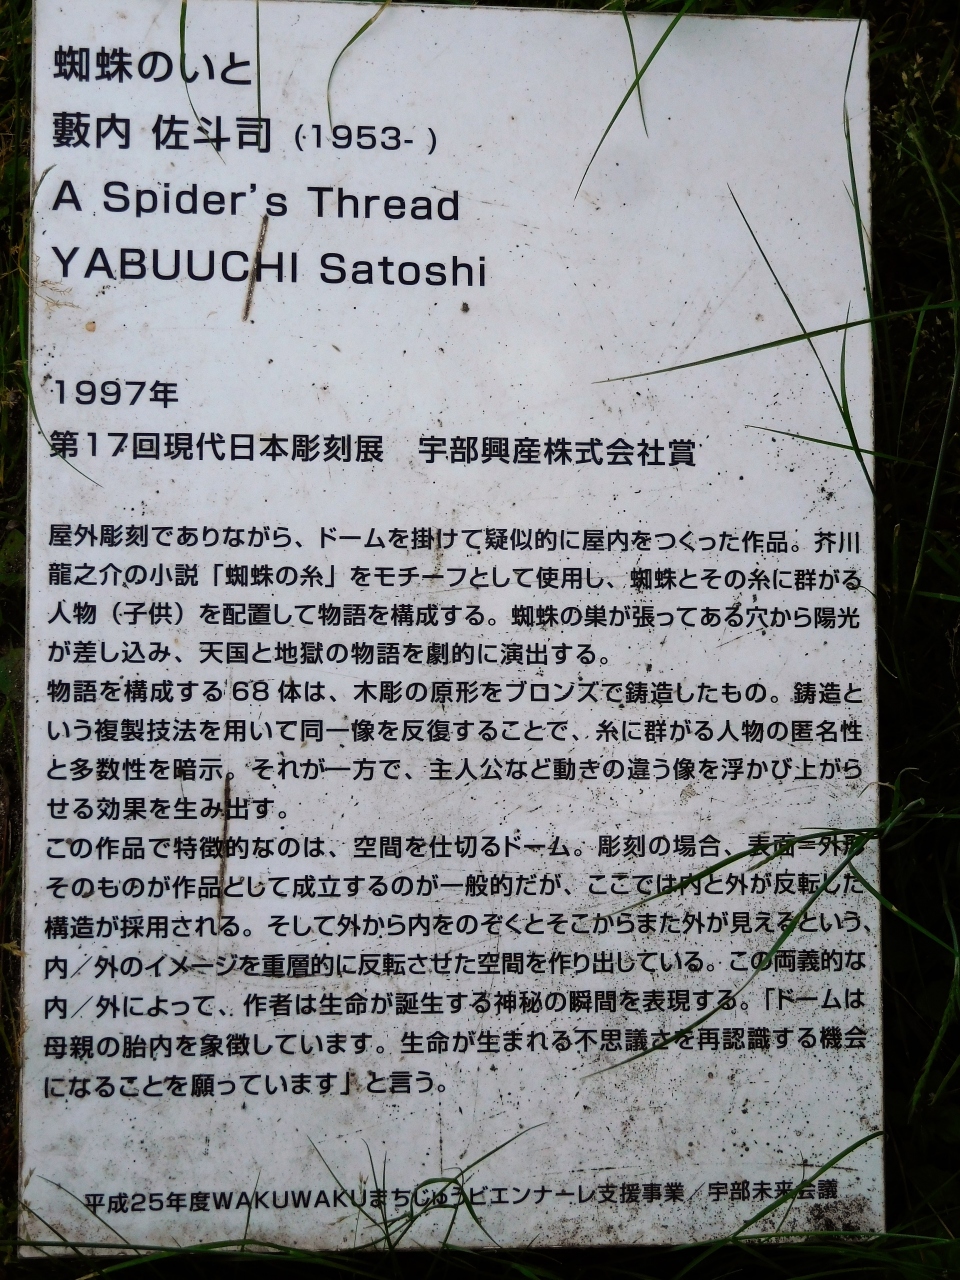 蜘蛛のいと
藪内 佐斗司 (1953- )
A Spider's Thread
YABUUCHI Satoshi
1997年
第17回現代日本彫刻展　宇部興産株式会社賞
屋外彫刻でありながら、ドームを掛けて疑似的に屋内をつくった作品。芥川
龍之介の小説「蜘蛛の糸」をモチーフとして使用し、蜘蛛とその糸に群がる
人物（子供）を配置して物語を構成する。蜘蛛の巣が張ってある穴から陽光
が差し込み、天国と地獄の物語を劇的に演出する。
物語を構成する 68 体は、木彫の原形をブロンズで鋳造したもの。鋳造と
いう複製技法を用いて同一像を反復することで、糸に群がる人物の匿名性
と多数性を暗示。それが一方で、主人公など動きの違う像を浮かび上がら
せる効果を生み出す。
この作品で特徴的なのは、空間を仕切るドーム。彫刻の場合、表面＝外形
そのものが作品として成立するのが一般的だが、ここでは内と外が反転した
構造が採用される。そして外から内をのぞくとそこからまた外が見えるという、
内／外のイメージを重層的に反転させた空間を作り出している。この両義的な
内／外によって、作者は生命が誕生する神秘の瞬間を表現する。「ドームは
母親の胎内を象徴しています。生命が生まれる不思議さを再認識する機会
になることを願っています」と言う。
平成25年度WAKUWAKUまちじゅうビエンナーレ支援事業／宇部未来会議